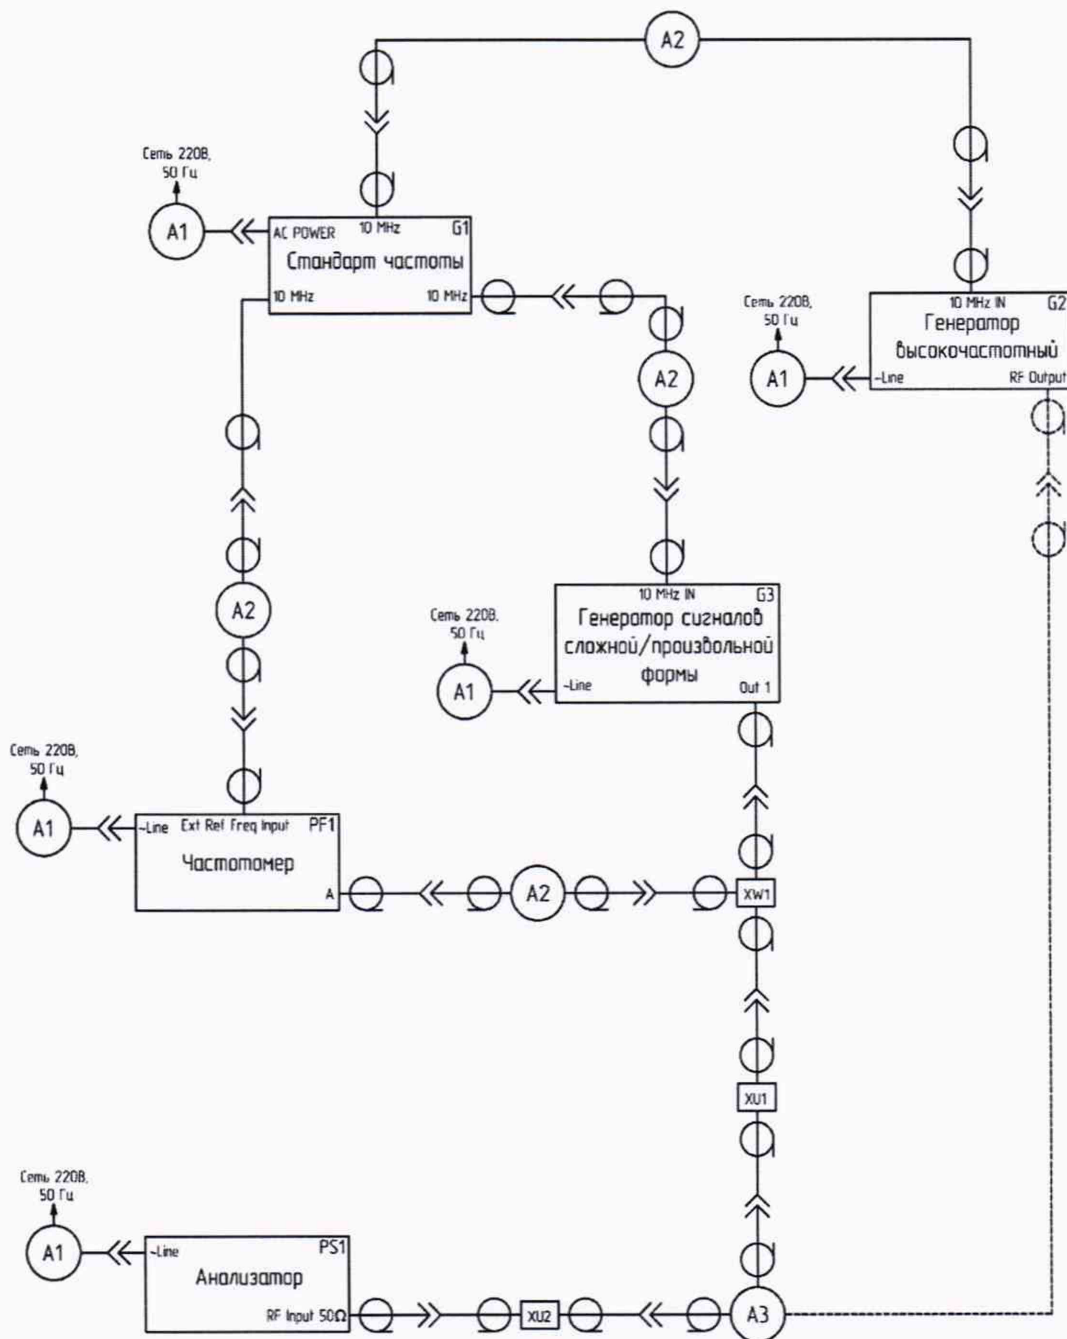 A2
Сеть 220В,
50 Гц
A1
AC POWER
10 MHz
G1
Стандарт частоты
10 MHz
10 MHz
Сеть 220В,
50 Гц
A1
10 MHz IN
G2
Генератор
высокочастотный
~Line
RF Output
A2
A2
Сеть 220В,
50 Гц
A1
10 MHz IN
G3
Генератор сигналов
сложной/произвольной
формы
~Line
Out 1
Сеть 220В,
50 Гц
A1
~Line
Ext Ref Freq Input
PF1
Частотомер
A
A2
XW1
XU1
Сеть 220В,
50 Гц
A1
~Line
PS1
Анализатор
RF Input 50Ω
XU2
A3